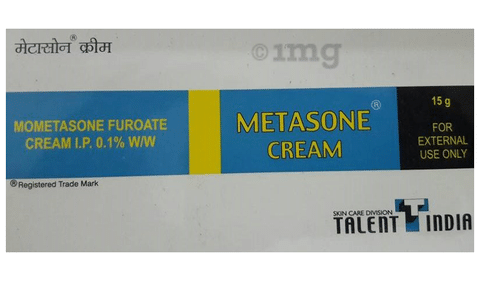 मेटासोन® क्रीम
©1mg
MOMETASONE FUROATE
CREAM I.P. 0.1% W/W
METASONE®
CREAM
15 g
FOR
EXTERNAL
USE ONLY
®Registered Trade Mark
SKIN CARE DIVISION
TALENT INDIA